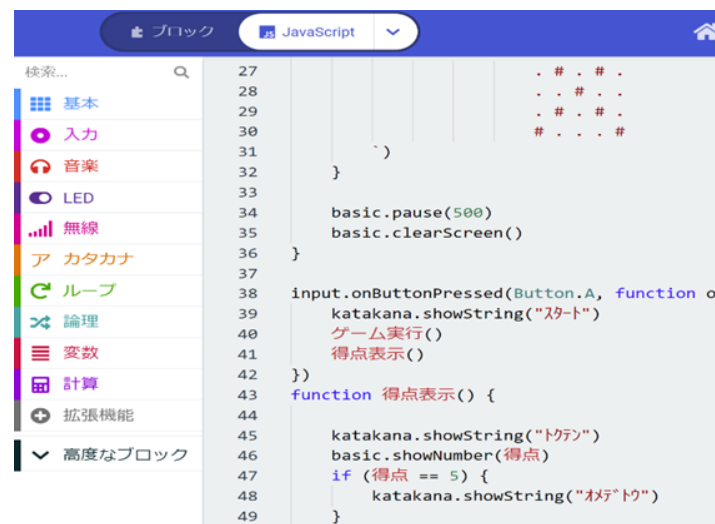 ブロック
JS JavaScript
検索...
基本
入力
音楽
LED
無線
ア カタカナ
ループ
論理
変数
計算
拡張機能
高度なブロック
27 . # . # .
28 . . # . .
29 . # . # .
30 # . . . #
31 `)
32 }
33
34 basic.pause(500)
35 basic.clearScreen()
36 }
37
38 input.onButtonPressed(Button.A, function o
39 katakana.showString("ｽﾀｰﾄ")
40 ゲーム実行()
41 得点表示()
42 })
43 function 得点表示() {
44
45 katakana.showString("ﾄｸﾃﾝ")
46 basic.showNumber(得点)
47 if (得点 == 5) {
48 katakana.showString("ｵﾒﾃﾞﾄｳ")
49 }